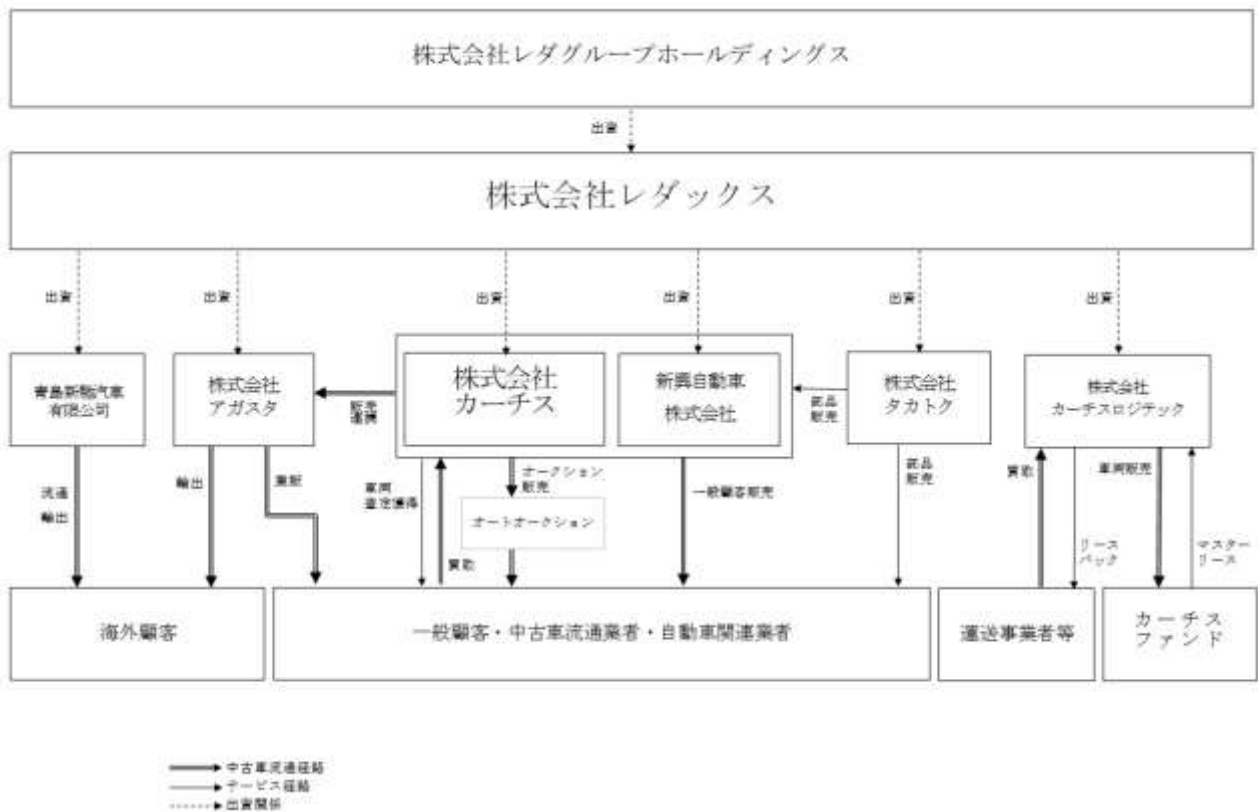 株式会社レダグループホールディングス
出資
株式会社レダックス
出資
出資
出資
出資
出資
出資
有限公司
株式会社
アガスタ
販売
連携
株式会社
カーチス
新興自動車
株式会社
部品
販売
株式会社
タカトク
株式会社
カーチスロジテック
流通
輸出
輸出
業販
車両
査定獲得
買取
オークション
販売
オートオークション
一般顧客販売
部品
販売
買取
リース
バック
車両販売
マスター
リース
海外顧客
一般顧客・中古車流通業者・自動車関連業者
運送事業者等
カーチス
ファンド
中古車流通経路
サービス経路
出資関係